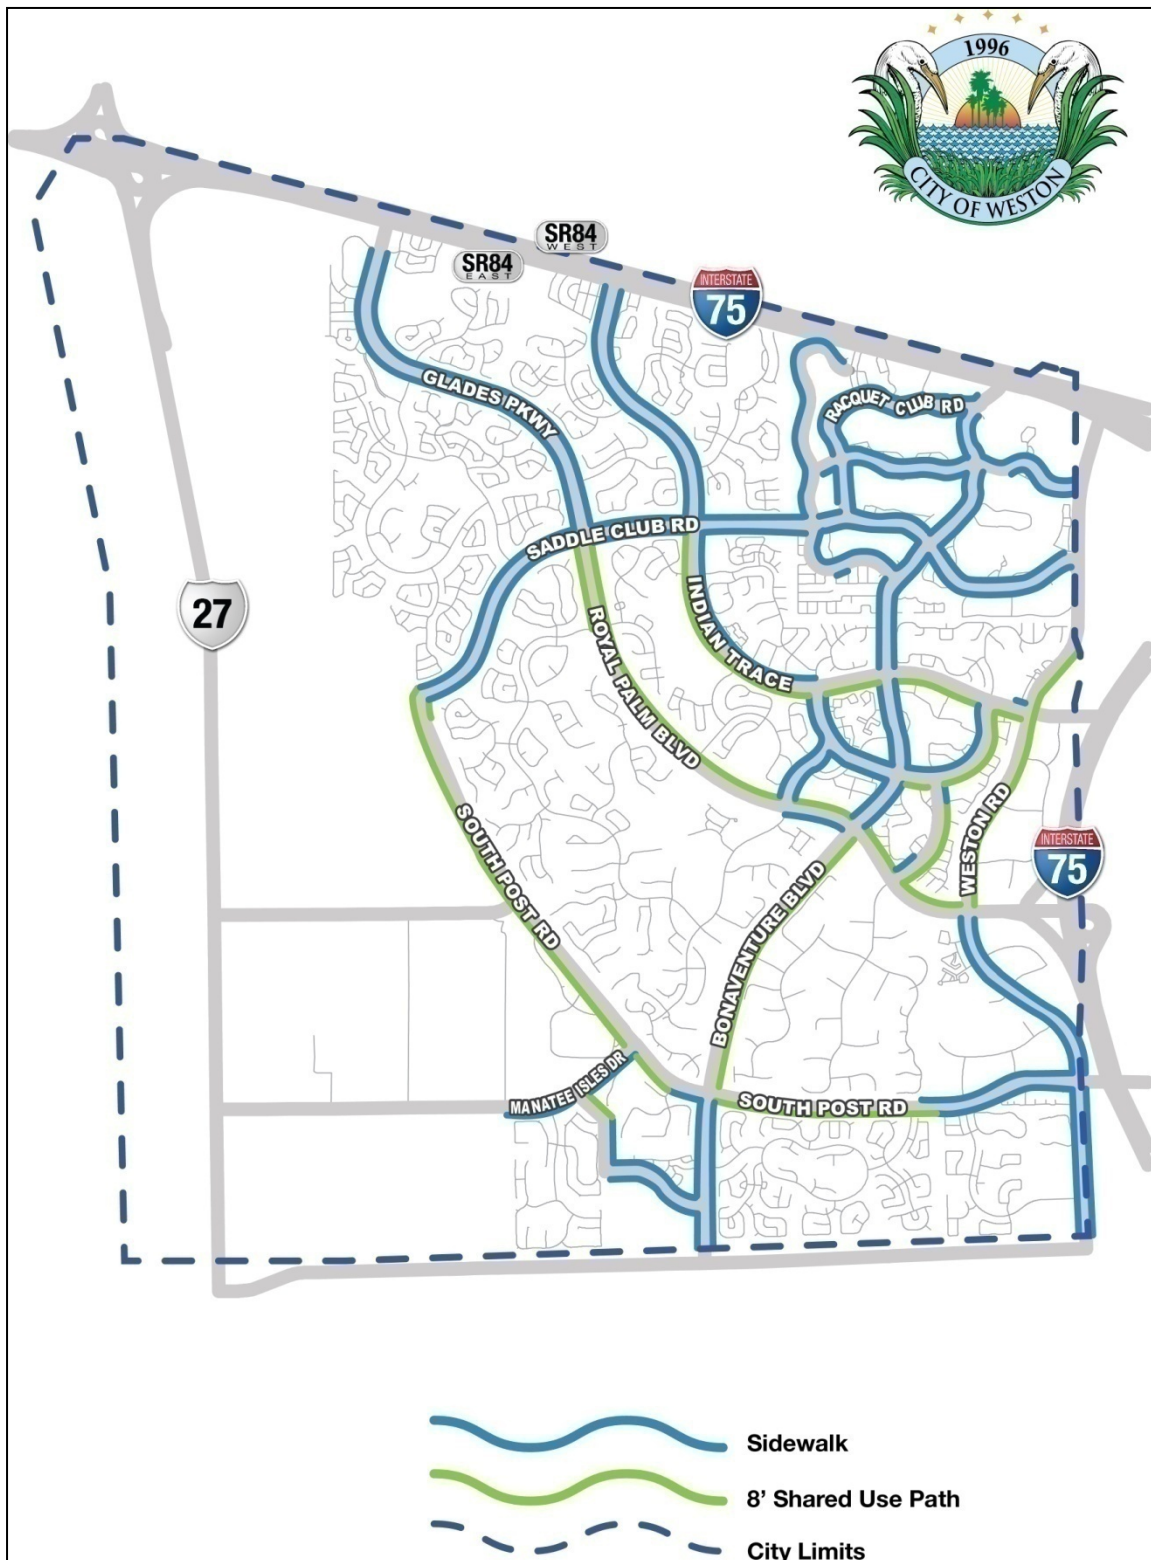 1996
CITY OF WESTON
SR84
WEST
SR84
EAST
INTERSTATE
75
GLADES PKWY
RACQUET CLUB RD
SADDLE CLUB RD
27
INDIAN TRACE
ROYAL PALM BLVD
SOUTH POST RD
WESTON RD
INTERSTATE
75
BONAVENTURE BLVD
MANATEE ISLES DR
SOUTH POST RD
Sidewalk
8' Shared Use Path
City Limits